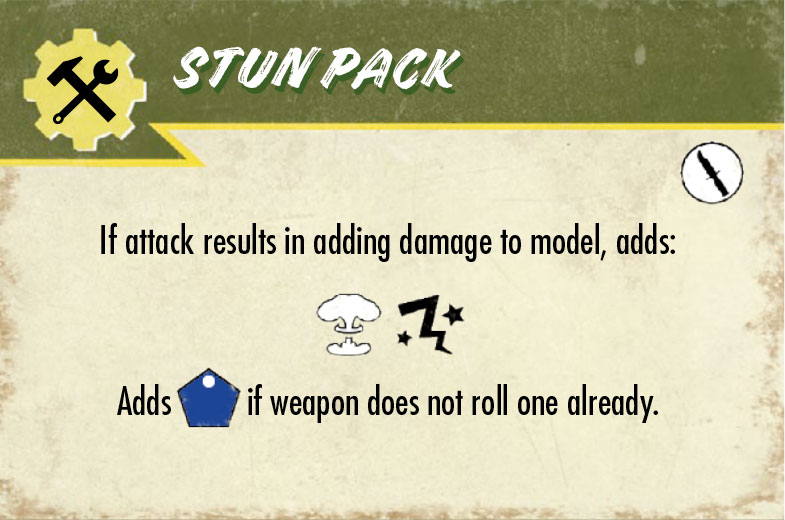 STUN PACK
If attack results in adding damage to model, adds:
Adds if weapon does not roll one already.